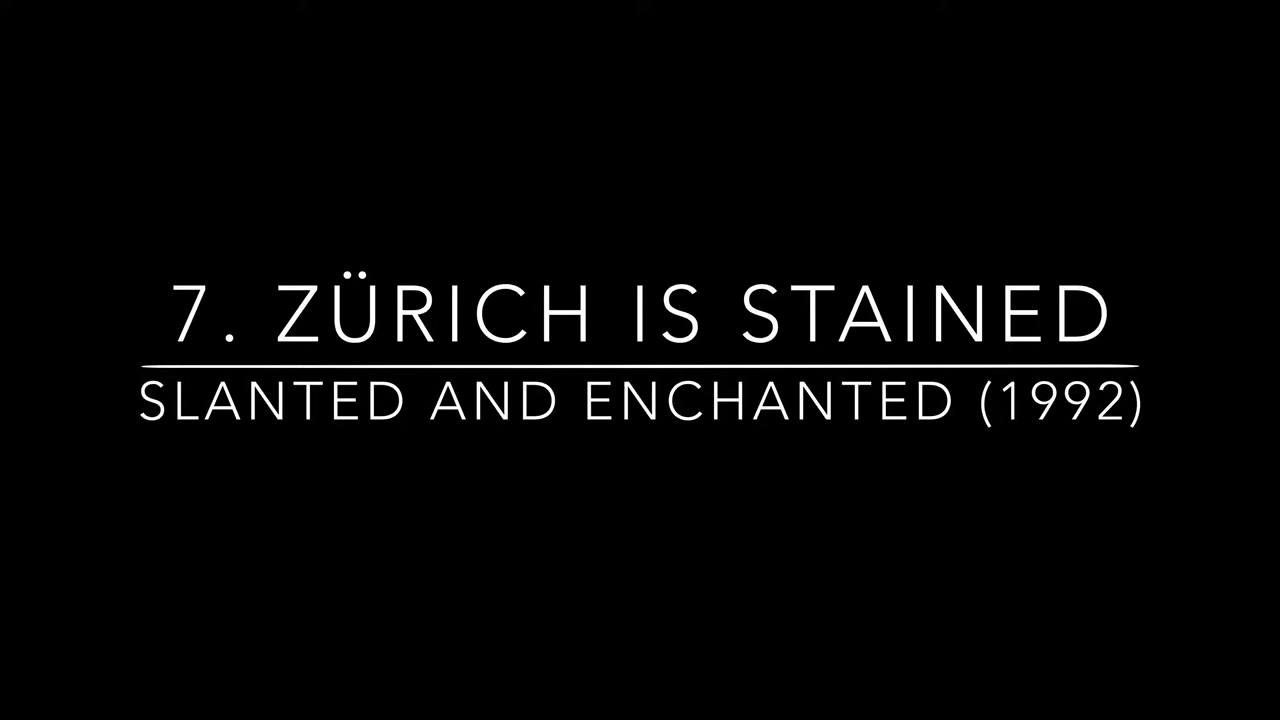 7. ZÜRICH IS STAINED
SLANTED AND ENCHANTED (1992)